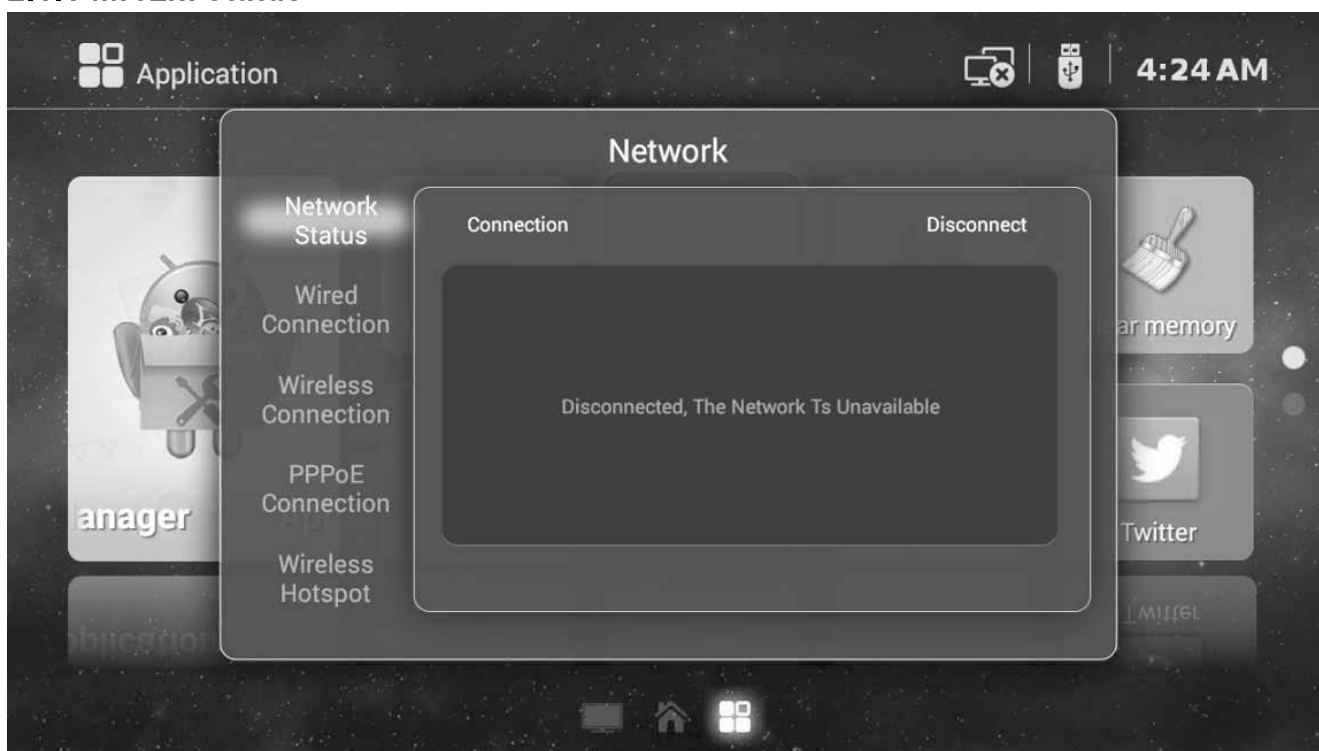 Application
4:24 AM
Network
Network
Status
Connection
Disconnect
Wired
Connection
Wireless
Connection
Disconnected, The Network Ts Unavailable
PPPoE
Connection
Wireless
Hotspot
ar memory
anager
Twitter
Twitter